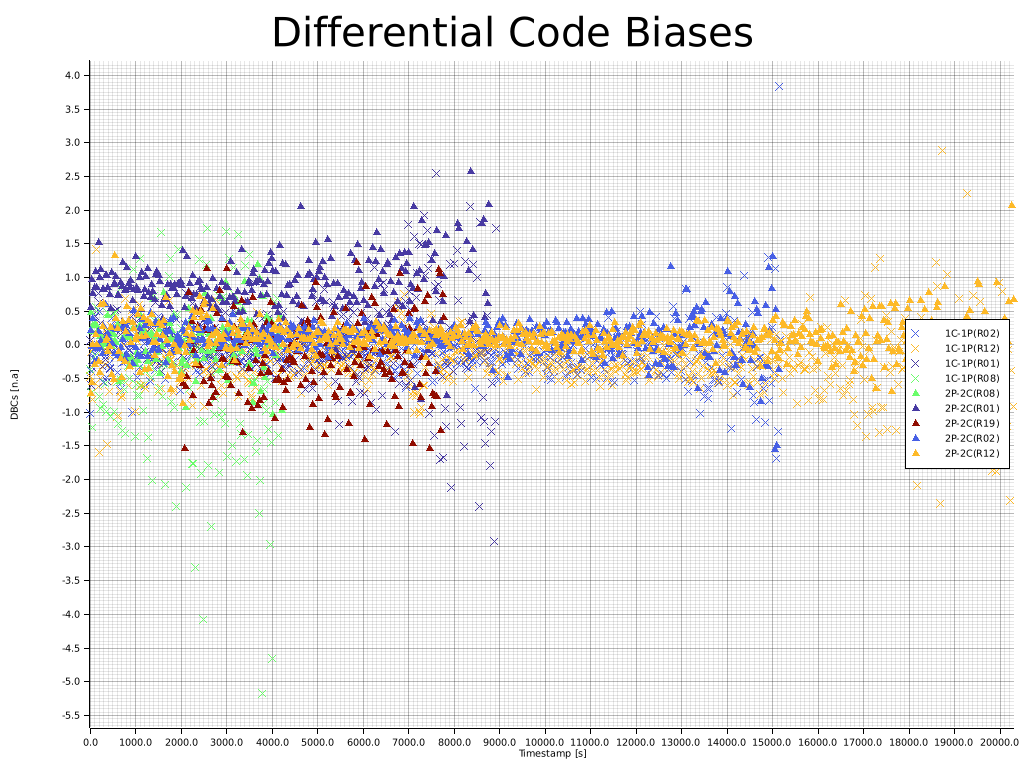 Differential Code Biases
4.0
3.5
3.0
2.5
2.0
1.5
1.0
0.5
0.0
-0.5
-1.0
-1.5
-2.0
-2.5
-3.0
-3.5
-4.0
-4.5
-5.0
-5.5
DBCs [n.a]
1C-1P(R02)
1C-1P(R12)
1C-1P(R01)
1C-1P(R08)
2P-2C(R08)
2P-2C(R01)
2P-2C(R19)
2P-2C(R02)
2P-2C(R12)
0.0 1000.0 2000.0 3000.0 4000.0 5000.0 6000.0 7000.0 8000.0 9000.0 10000.0 11000.0 12000.0 13000.0 14000.0 15000.0 16000.0 17000.0 18000.0 19000.0 20000.0
Timestamp [s]